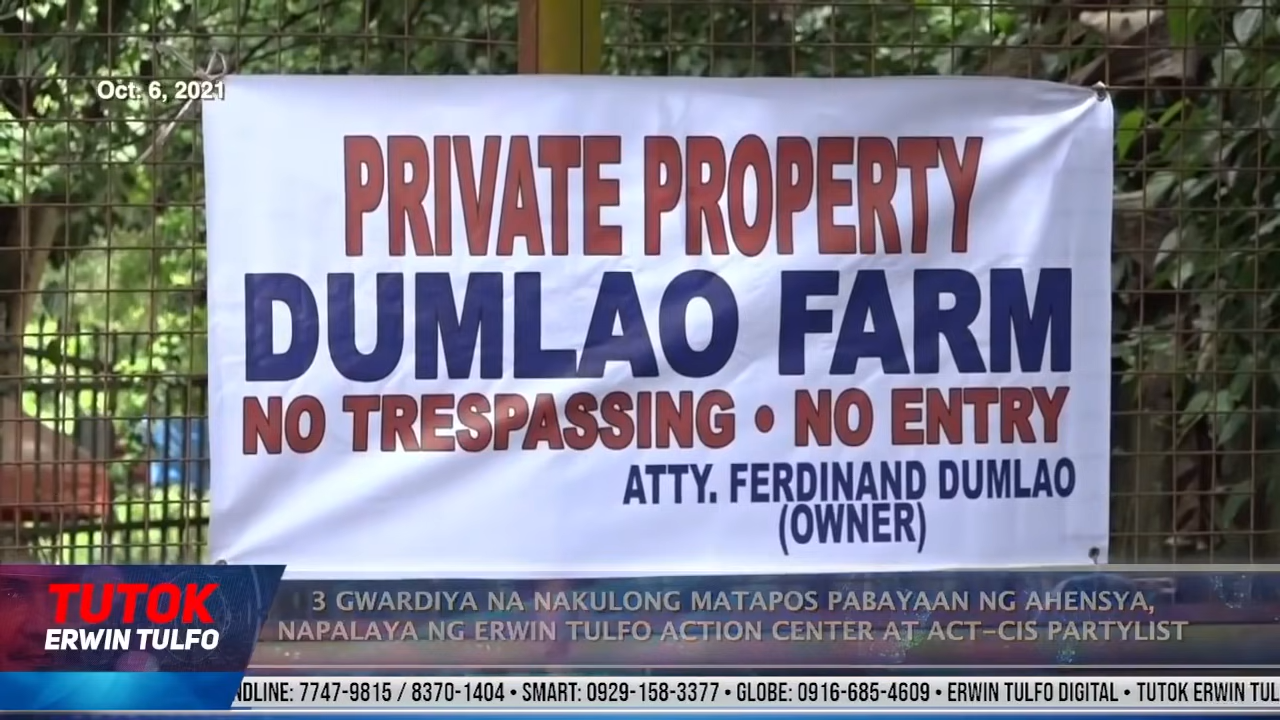 Oct. 6, 2021
PRIVATE PROPERTY
DUMLAO FARM
NO TRESPASSING • NO ENTRY
ATTY. FERDINAND DUMLAO
(OWNER)
TUTOK
ERWIN TULFO
3 GWARDIYA NA NAKULONG MATAPOS PABAYAAN NG AHENSYA,
NAPALAYA NG ERWIN TULFO ACTION CENTER AT ACT-CIS PARTYLIST
NDLINE: 7747-9815 / 8370-1404 • SMART: 0929-158-3377 • GLOBE: 0916-685-4609 • ERWIN TULFO DIGITAL • TUTOK ERWIN TUL